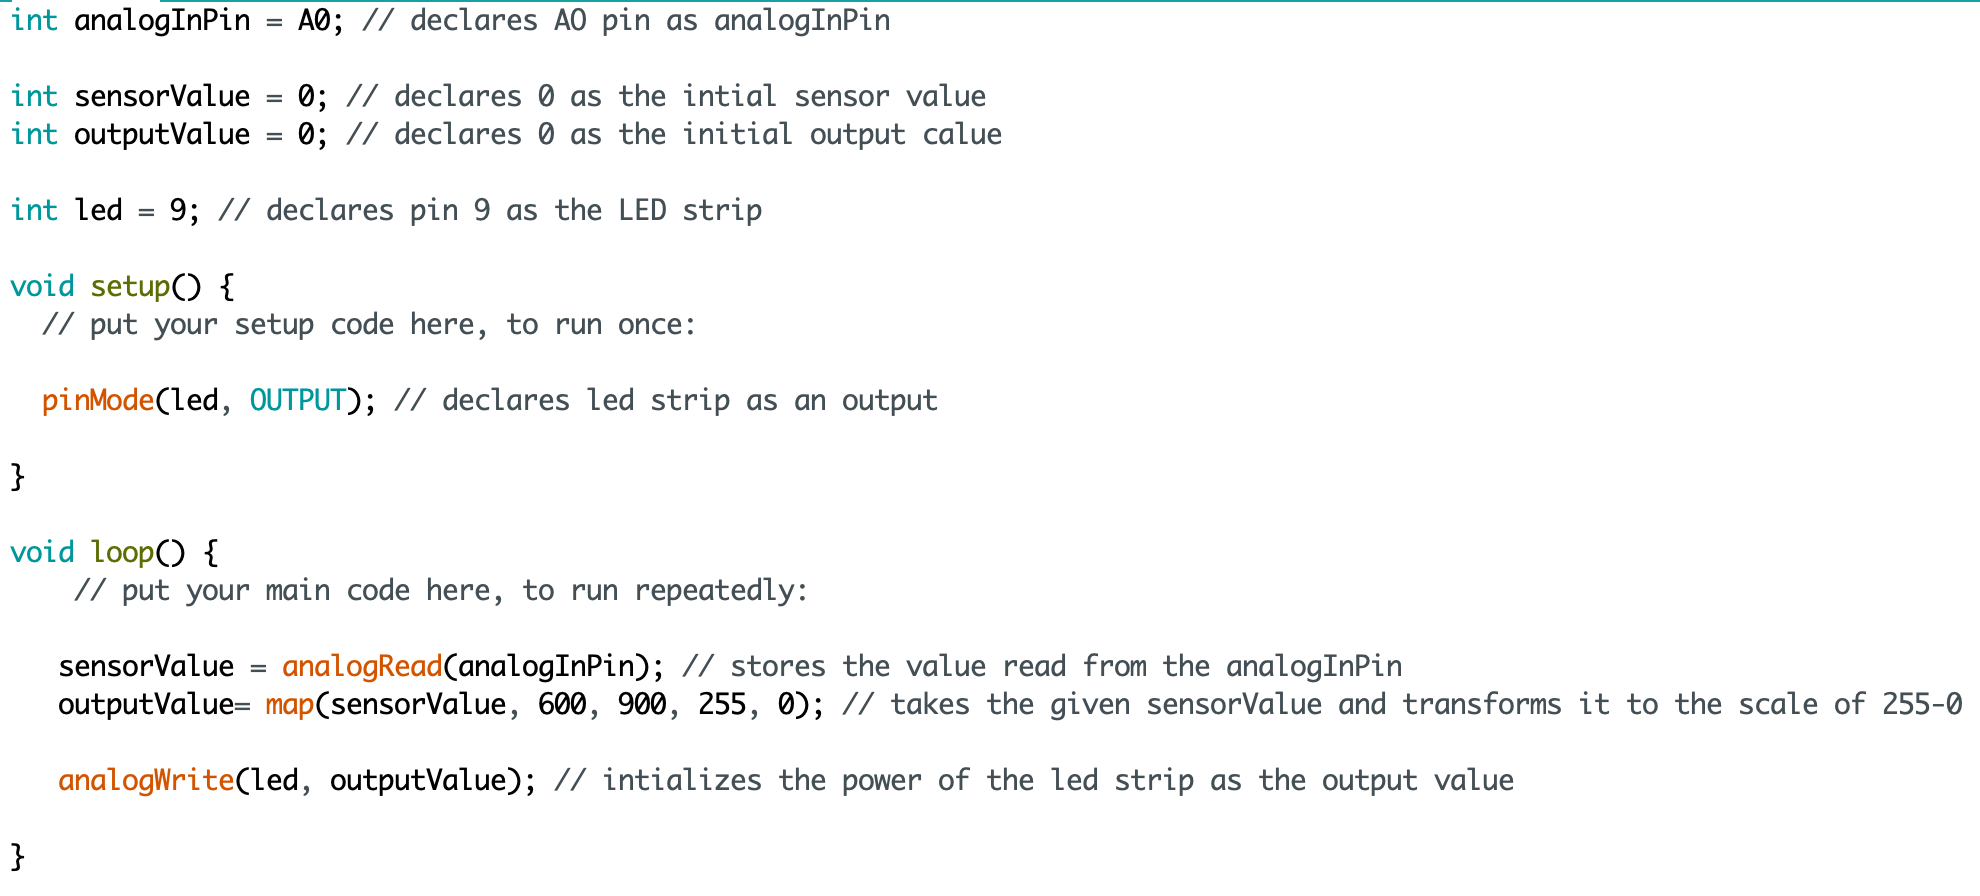 int analogInPin = A0; // declares AO pin as analogInPin
int sensorValue = 0; // declares 0 as the intial sensor value
int outputValue = 0; // declares 0 as the initial output calue
int led = 9; // declares pin 9 as the LED strip
void setup() {
// put your setup code here, to run once:
pinMode(led, OUTPUT); // declares led strip as an output
}
void loop() {
// put your main code here, to run repeatedly:
sensorValue = analogRead(analogInPin); // stores the value read from the analogInPin
outputValue= map(sensorValue, 600, 900, 255, 0); // takes the given sensorValue and transforms it to the scale of 255-0
analogWrite(led, outputValue); // intializes the power of the led strip as the output value
}